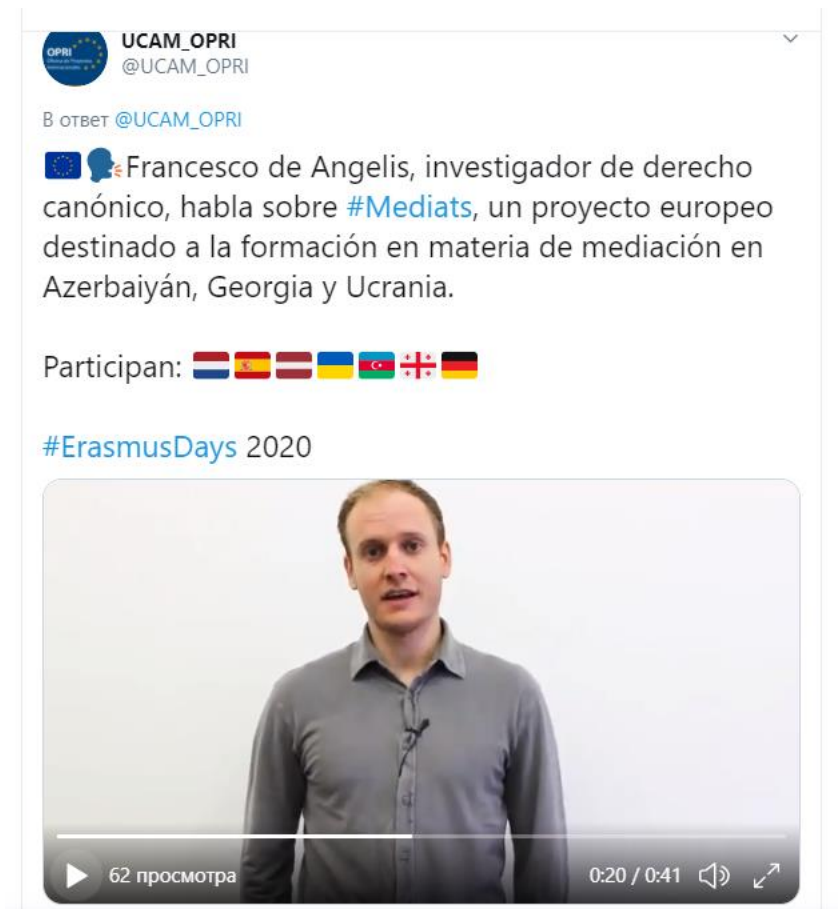 UCAM_OPRI
@UCAM_OPRI
OPRI
В ответ @UCAM_OPRI
Francesco de Angelis, investigador de derecho
canónico, habla sobre #Mediats, un proyecto europeo
destinado a la formación en materia de mediación en
Azerbaiyán, Georgia y Ucrania.
Participan:
#ErasmusDays 2020
62 просмотра
0:20 / 0:41